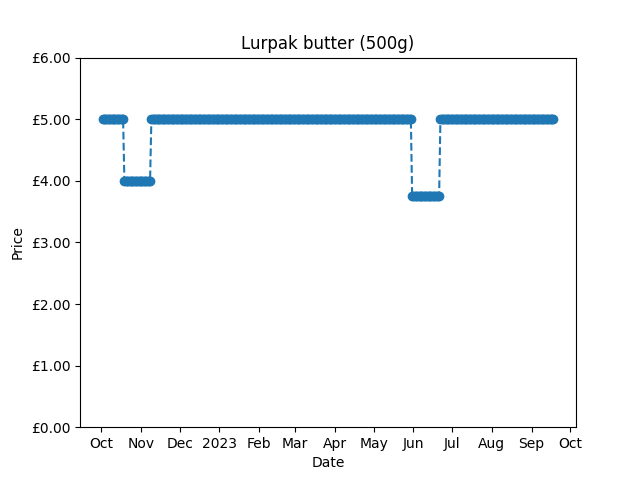 Lurpak butter (500g)
£6.00
£5.00
£4.00
£3.00
£2.00
£1.00
£0.00
Price
Oct Nov Dec 2023 Feb Mar Apr May Jun Jul Aug Sep Oct
Date